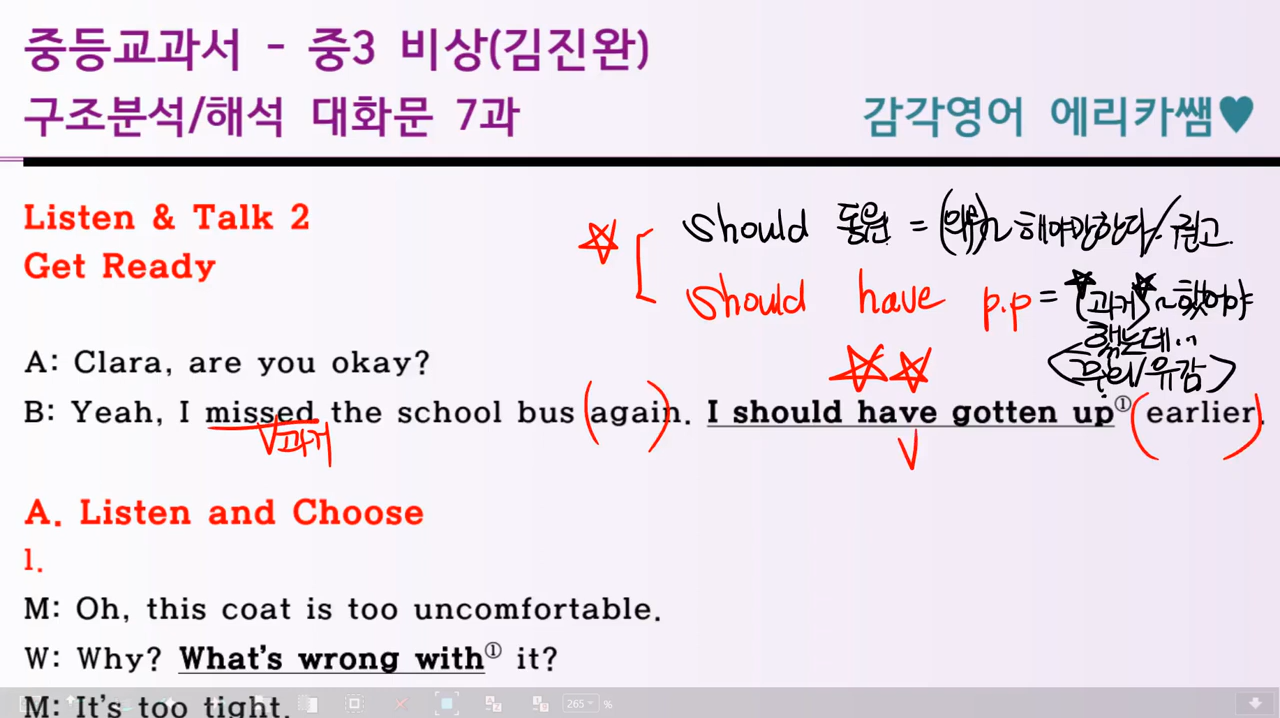 중등교과서 - 중3 비상(김진완)
구조분석/해석 대화문 7과
감각영어 에리카쌤♥
Listen & Talk 2
Get Ready
should 동원 = (의무)~해야만한다/권고
should have p.p = (과거)~했어야
했는데..
<후회/유감>
A: Clara, are you okay?
B: Yeah, I missed the school bus (again). I should have gotten up① (earlier).
√과거
A. Listen and Choose
1.
M: Oh, this coat is too uncomfortable.
W: Why? What's wrong with① it?
M: It's too tight.
265 %